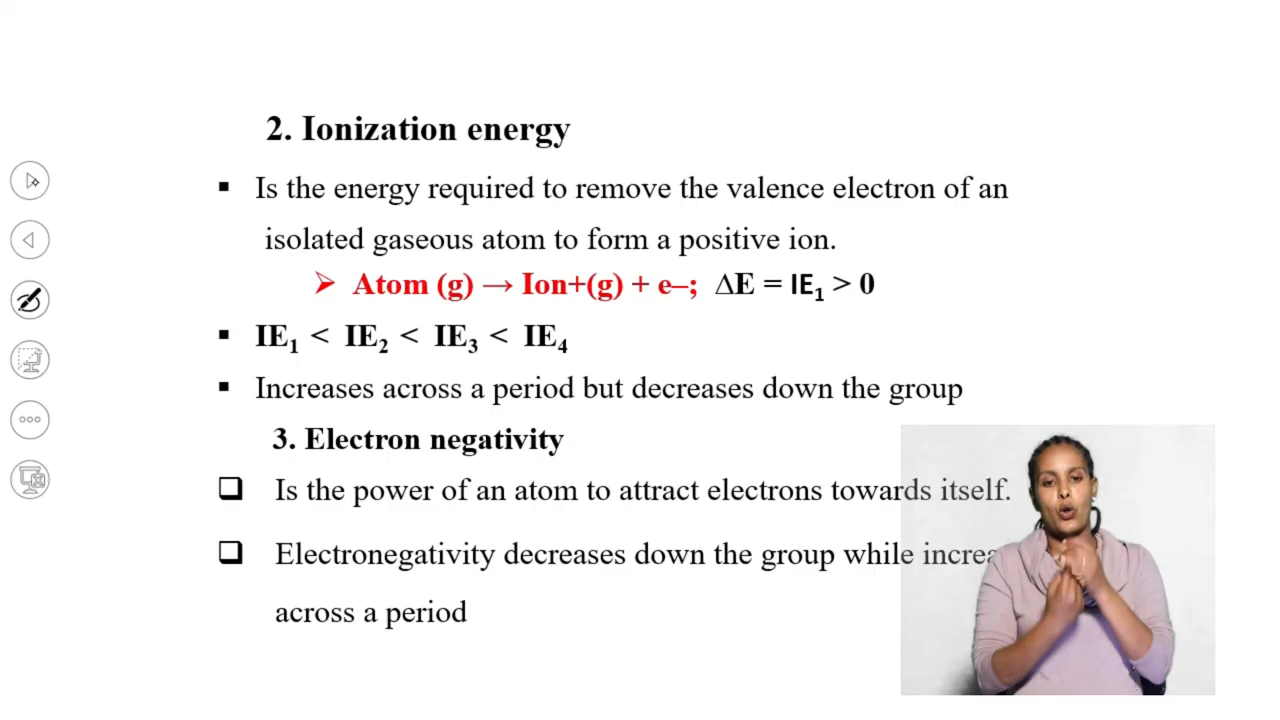 2. Ionization energy
▪ Is the energy required to remove the valence electron of an
isolated gaseous atom to form a positive ion.
➢ Atom (g) → Ion+(g) + e–; ∆E = IE₁ > 0
▪ IE₁ < IE₂ < IE₃ < IE₄
▪ Increases across a period but decreases down the group
3. Electron negativity
❑ Is the power of an atom to attract electrons towards itself.
❑ Electronegativity decreases down the group while
across a period